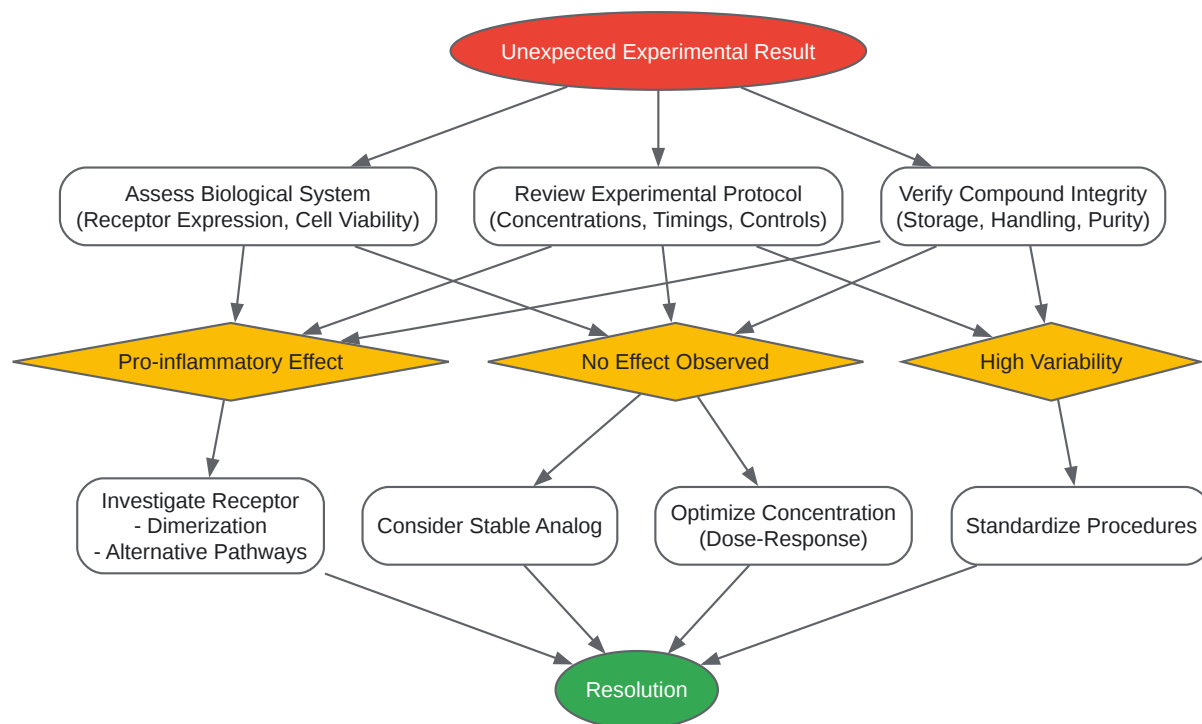 Unexpected Experimental Result
Assess Biological System
(Receptor Expression, Cell Viability)
Review Experimental Protocol
(Concentrations, Timings, Controls)
Verify Compound Integrity
(Storage, Handling, Purity)
Pro-inflammatory Effect
No Effect Observed
High Variability
Investigate Receptor
- Dimerization
- Alternative Pathways
Consider Stable Analog
Optimize Concentration
(Dose-Response)
Standardize Procedures
Resolution